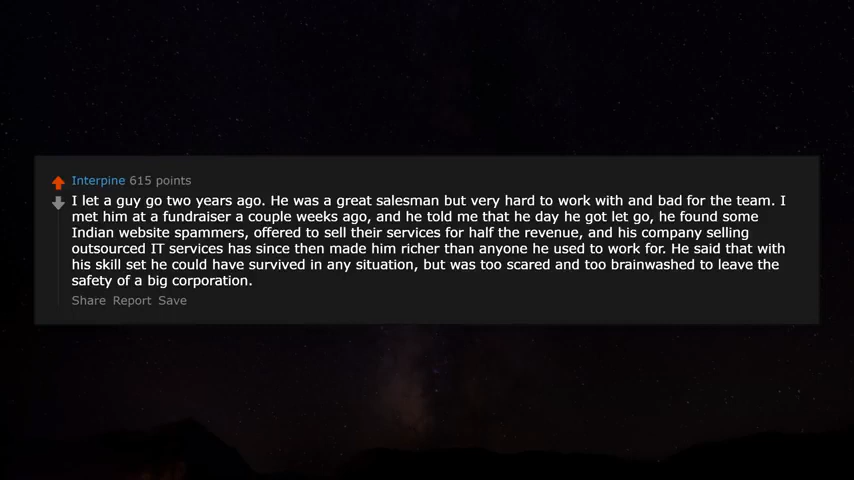 Interpine 615 points
I let a guy go two years ago. He was a great salesman but very hard to work with and bad for the team. I
met him at a fundraiser a couple weeks ago, and he told me that he day he got let go, he found some
Indian website spammers, offered to sell their services for half the revenue, and his company selling
outsourced IT services has since then made him richer than anyone he used to work for. He said that with
his skill set he could have survived in any situation, but was too scared and too brainwashed to leave the
safety of a big corporation.
Share Report Save